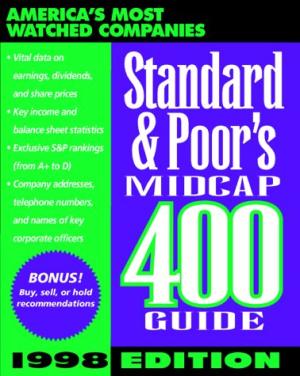 AMERICA'S MOST
WATCHED COMPANIES
• Vital data on
earnings, dividends,
and share prices
• Key income and
balance sheet statistics
• Exclusive S&P rankings
(from A+ to D)
• Company addresses,
telephone numbers,
and names of key
corporate officers
BONUS!
Buy, sell, or hold
recommendations
Standard
& Poor's
MIDCAP
400
GUIDE
1998 EDITION